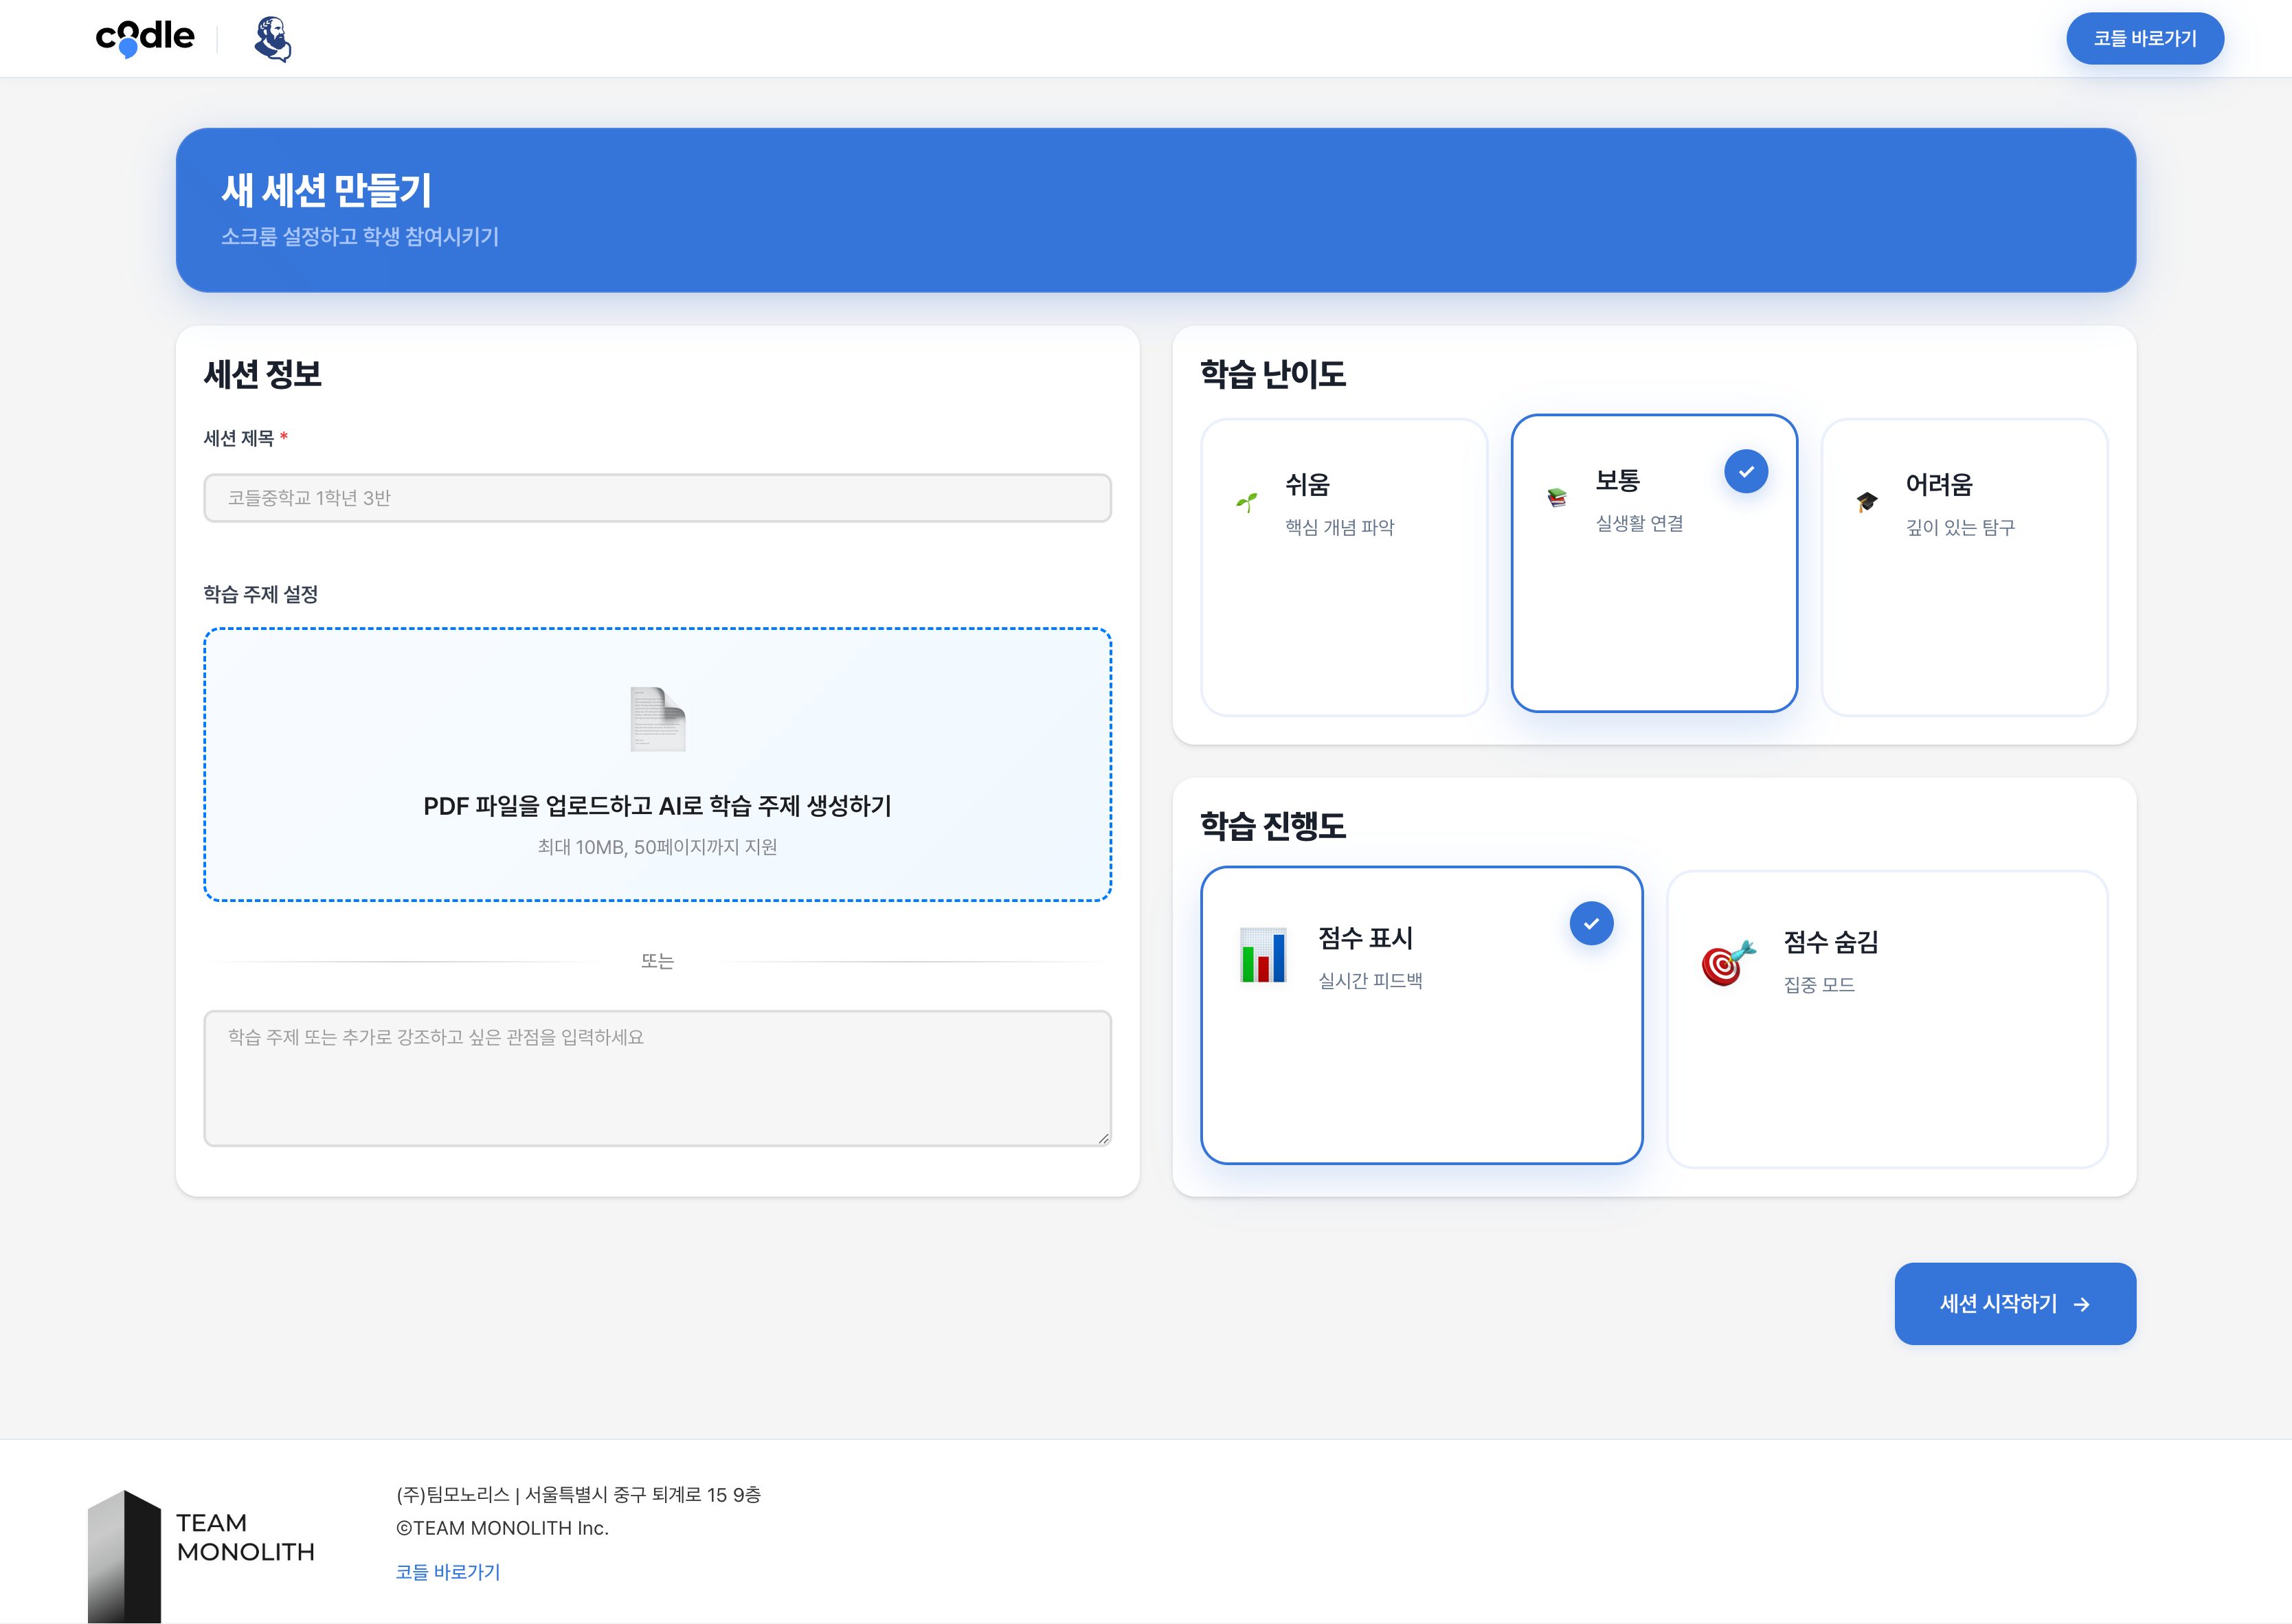 codle
코들 바로가기
새 세션 만들기
소크룸 설정하고 학생 참여시키기
세션 정보
세션 제목 *
코들중학교 1학년 3반
학습 주제 설정
PDF 파일을 업로드하고 AI로 학습 주제 생성하기
최대 10MB, 50페이지까지 지원
또는
학습 주제 또는 추가로 강조하고 싶은 관점을 입력하세요
학습 난이도
쉬움
핵심 개념 파악
보통
실생활 연결
어려움
깊이 있는 탐구
학습 진행도
점수 표시
실시간 피드백
점수 숨김
집중 모드
세션 시작하기 →
TEAM
MONOLITH
(주)팀모노리스 | 서울특별시 중구 퇴계로 15 9층
©TEAM MONOLITH Inc.
코들 바로가기